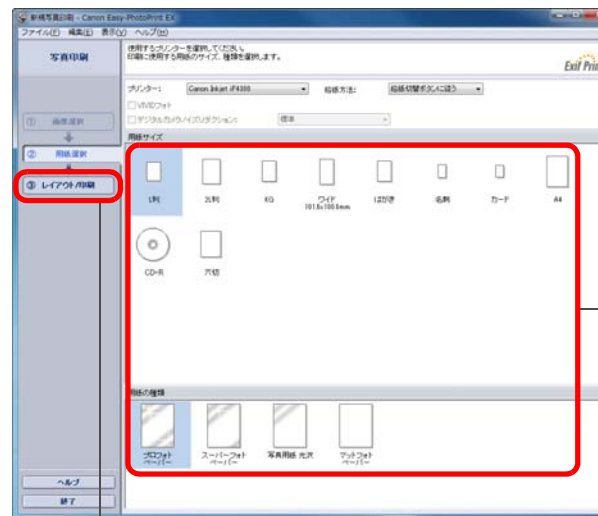 新規写真印刷 - Canon Easy-PhotoPrint EX
ファイル(F) 編集(E) 表示(V) ヘルプ(H)
写真印刷
使用するプリンターを選択してください。
印刷に使用する用紙のサイズ、種類を選択します。
Exif Prin
プリンター: Canon Inkjet iP4300 給紙方法: 給紙切替ボタンに従う
VIVIDフォト
デジタルカメラノイズリダクション: 標準
① 画像選択
② 用紙選択
③ レイアウト/印刷
用紙サイズ
L判 2L判 KG ワイド はがき 名刺 カード A4
101.6x180.6mm
CD-R 六切
用紙の種類
プロフォト スーパーフォト 写真用紙 光沢 マットフォト
ペーパー ペーパー ペーパー
ヘルプ
終了